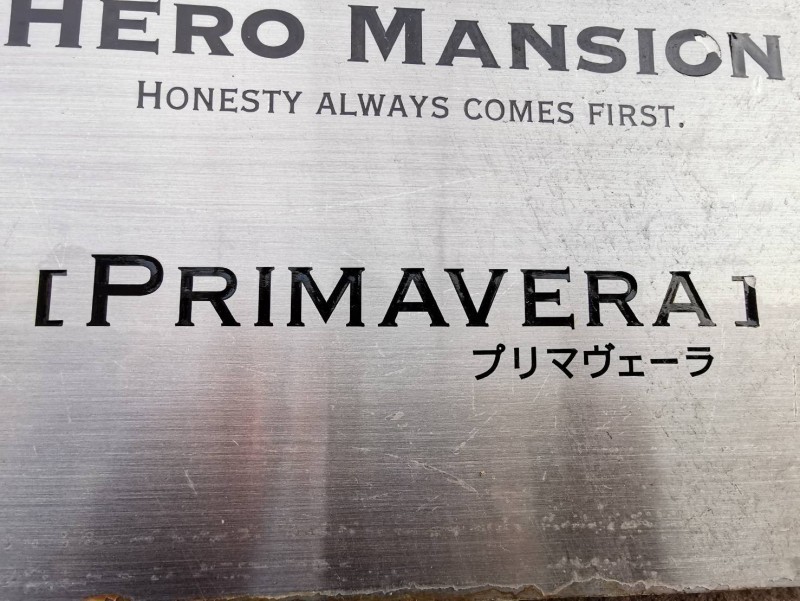 HERO MANSION
HONESTY ALWAYS COMES FIRST.
[PRIMAVERA]
プリマヴェーラ